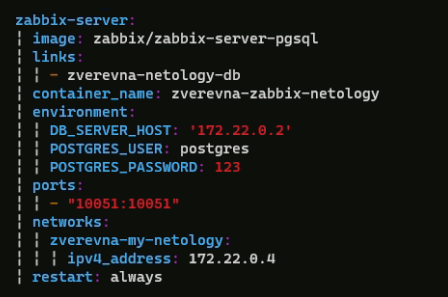 zabbix-server:
image: zabbix/zabbix-server-pgsql
links:
- zverevna-netology-db
container_name: zverevna-zabbix-netology
environment:
DB_SERVER_HOST: '172.22.0.2'
POSTGRES_USER: postgres
POSTGRES_PASSWORD: 123
ports:
- "10051:10051"
networks:
zverevna-my-netology:
ipv4_address: 172.22.0.4
restart: always